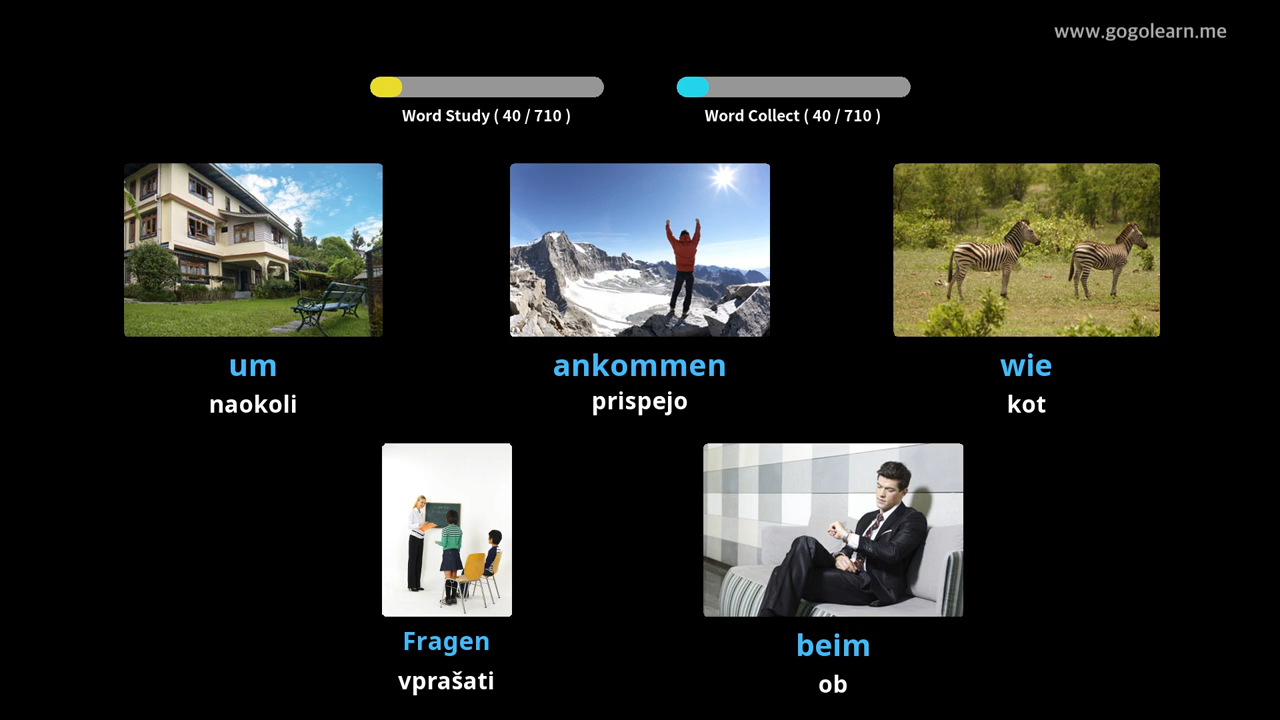 www.gogolearn.me
Word Study ( 40 / 710 )
Word Collect ( 40 / 710 )
um
naokoli
ankommen
prispejo
wie
kot
Fragen
vprašati
beim
ob